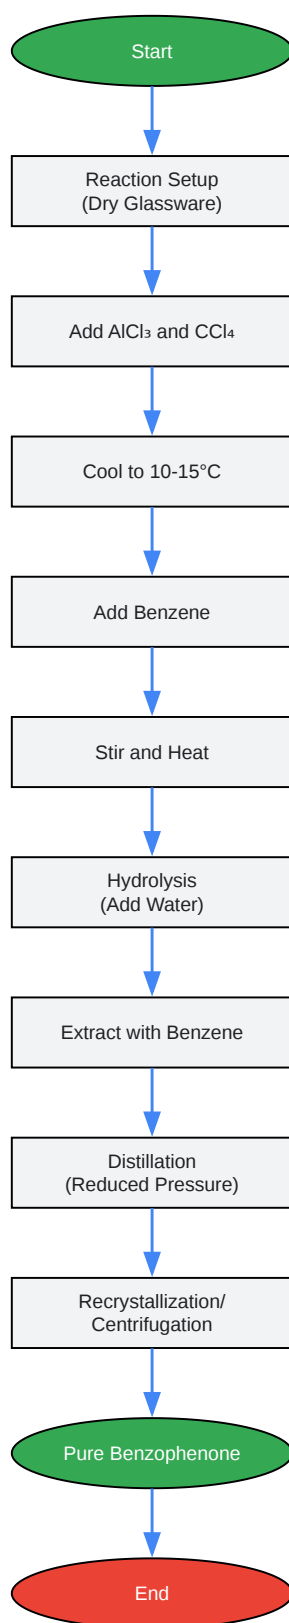 Start
Reaction Setup
(Dry Glassware)
Add AlCl₃ and CCl₄
Cool to 10-15°C
Add Benzene
Stir and Heat
Hydrolysis
(Add Water)
Extract with Benzene
Distillation
(Reduced Pressure)
Recrystallization/
Centrifugation
Pure Benzophenone
End